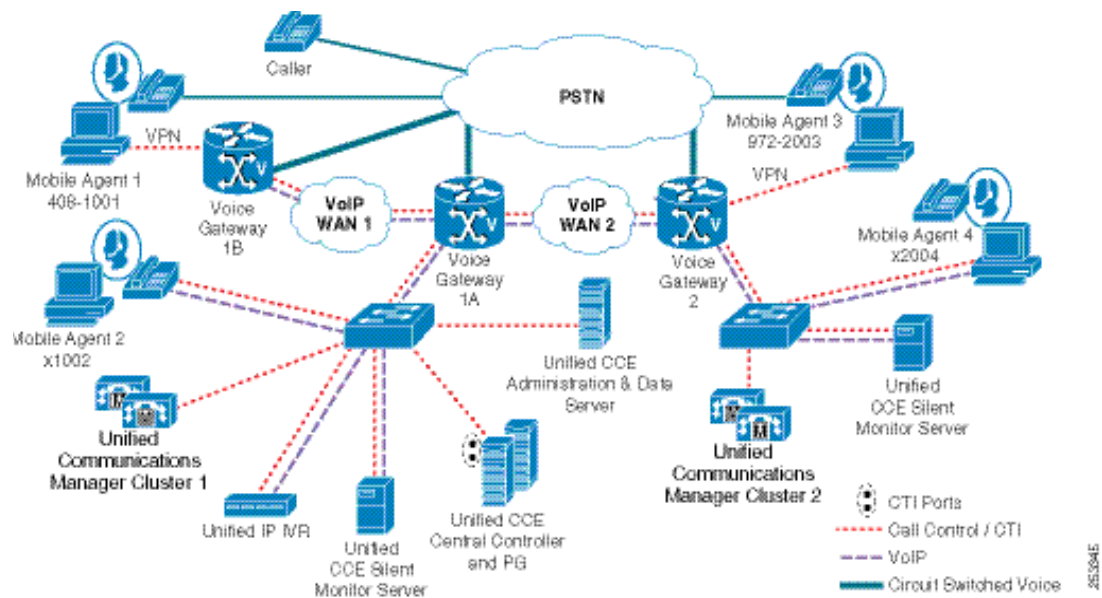 Caller
PSTN
Mobile Agent 1
408-1001
VPN
Voice
Gateway
1B
VoIP
WAN 1
Voice
Gateway
1A
VoIP
WAN 2
Voice
Gateway
2
VPN
Mobile Agent 3
972-2003
Mobile Agent 4
x2004
Mobile Agent 2
x1002
Unified
Communications
Manager Cluster 1
Unified IP IVR
Unified
CCE Silent
Monitor Server
Unified CCE
Central Controller
and PG
Unified CCE
Administration & Data
Server
Unified
Communications
Manager Cluster 2
Unified
CCE Silent
Monitor Server
CTI Ports
Call Control / CTI
VoIP
Circuit Switched Voice
V
V
V
M
M